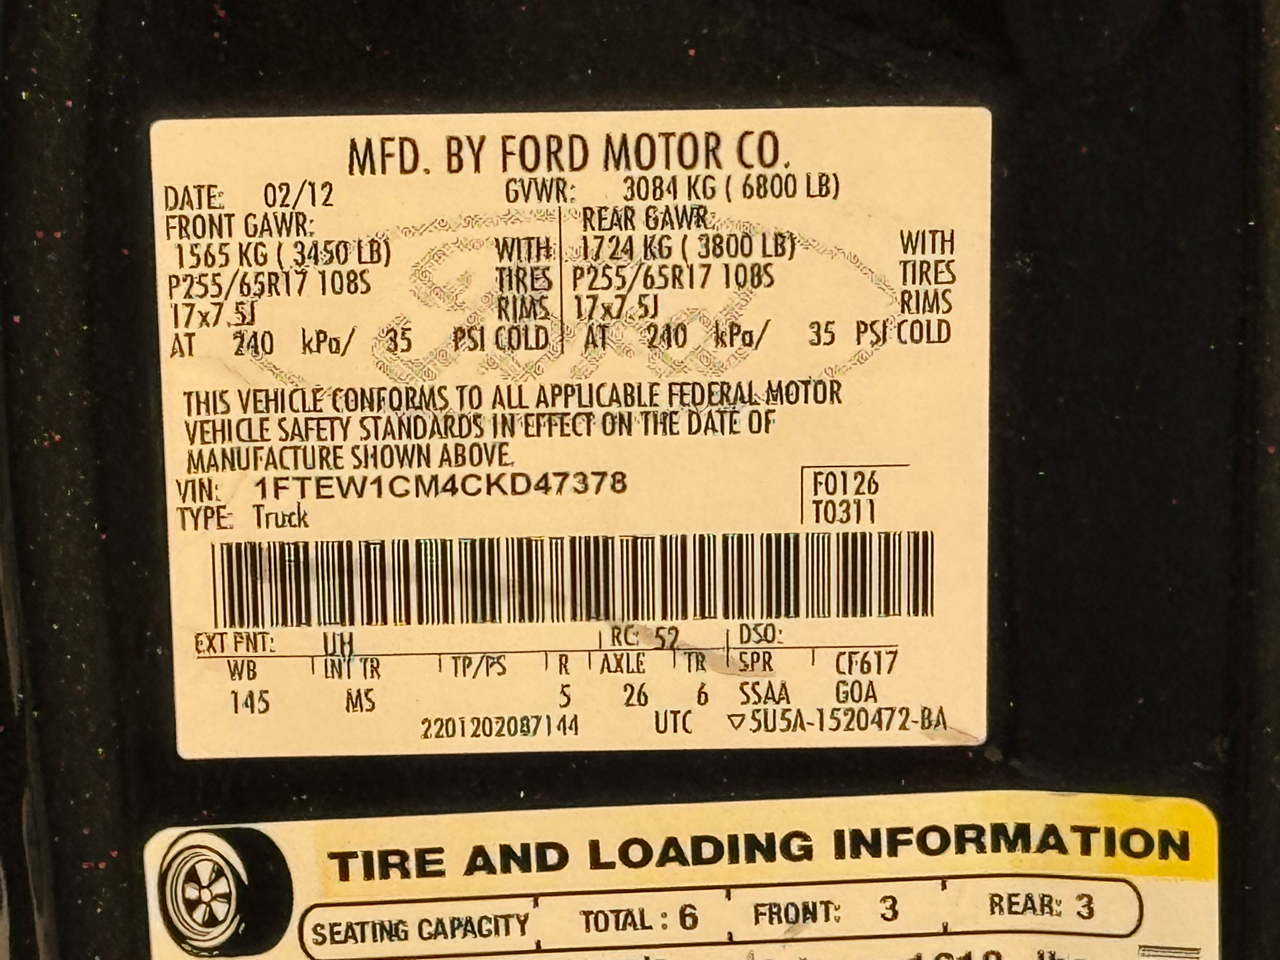 MFD. BY FORD MOTOR CO.
DATE: 02/12 GVWR: 3084 KG ( 6800 LB)
FRONT GAWR: REAR GAWR:
1565 KG ( 3450 LB) WITH 1724 KG ( 3800 LB) WITH
P255/65R17 108S TIRES P255/65R17 108S TIRES
17x7.5J RIMS 17x7.5J RIMS
AT 240 kPa/ 35 PSI COLD AT 240 kPa/ 35 PSI COLD
THIS VEHICLE CONFORMS TO ALL APPLICABLE FEDERAL MOTOR
VEHICLE SAFETY STANDARDS IN EFFECT ON THE DATE OF
MANUFACTURE SHOWN ABOVE.
VIN: 1FTEW1CM4CKD47378 F0126
TYPE: Truck T0311
EXT PNT: UH RC: 52 DSO:
WB INT TR TP/PS R AXLE TR SPR CF617
145 MS 5 26 6 SSAA GOA
2201202087144 UTC ▽5U5A-1520472-BA
TIRE AND LOADING INFORMATION
SEATING CAPACITY TOTAL : 6 FRONT: 3 REAR: 3